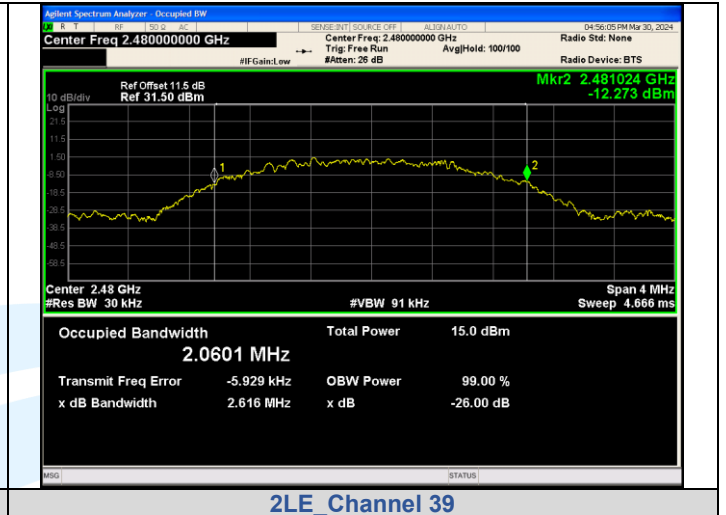 Agilent Spectrum Analyzer - Occupied BW
R T RF 50 Ω AC SENSE:INT SOURCE OFF ALIGN AUTO 04:56:05 PM Mar 30, 2024
Center Freq 2.480000000 GHz Center Freq: 2.480000000 GHz Radio Std: None
Trig: Free Run Avg|Hold: 100/100
#IFGain:Low #Atten: 26 dB Radio Device: BTS
Mkr2 2.481024 GHz
-12.273 dBm
Ref Offset 11.5 dB
10 dB/div Ref 31.50 dBm
Log
21.5
11.5
1.50
-8.50
-18.5
-28.5
-38.5
-48.5
-58.5
1
2
Center 2.48 GHz Span 4 MHz
#Res BW 30 kHz #VBW 91 kHz Sweep 4.666 ms
Occupied Bandwidth Total Power 15.0 dBm
2.0601 MHz
Transmit Freq Error -5.929 kHz OBW Power 99.00 %
x dB Bandwidth 2.616 MHz x dB -26.00 dB
MSG STATUS
2LE_Channel 39